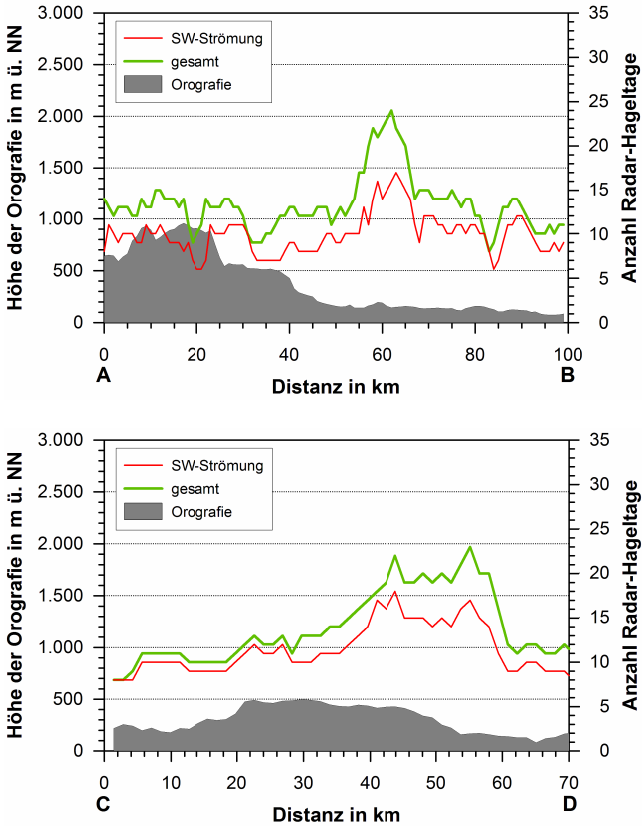 3.000
2.500
2.000
1.500
1.000
500
0
Höhe der Orografie in m ü. NN
SW-Strömung
gesamt
Orografie
35
30
25
20
15
10
5
0
Anzahl Radar-Hageltage
0 20 40 60 80 100
A B
Distanz in km
3.000
2.500
2.000
1.500
1.000
500
0
Höhe der Orografie in m ü. NN
SW-Strömung
gesamt
Orografie
35
30
25
20
15
10
5
0
Anzahl Radar-Hageltage
0 10 20 30 40 50 60 70
C D
Distanz in km